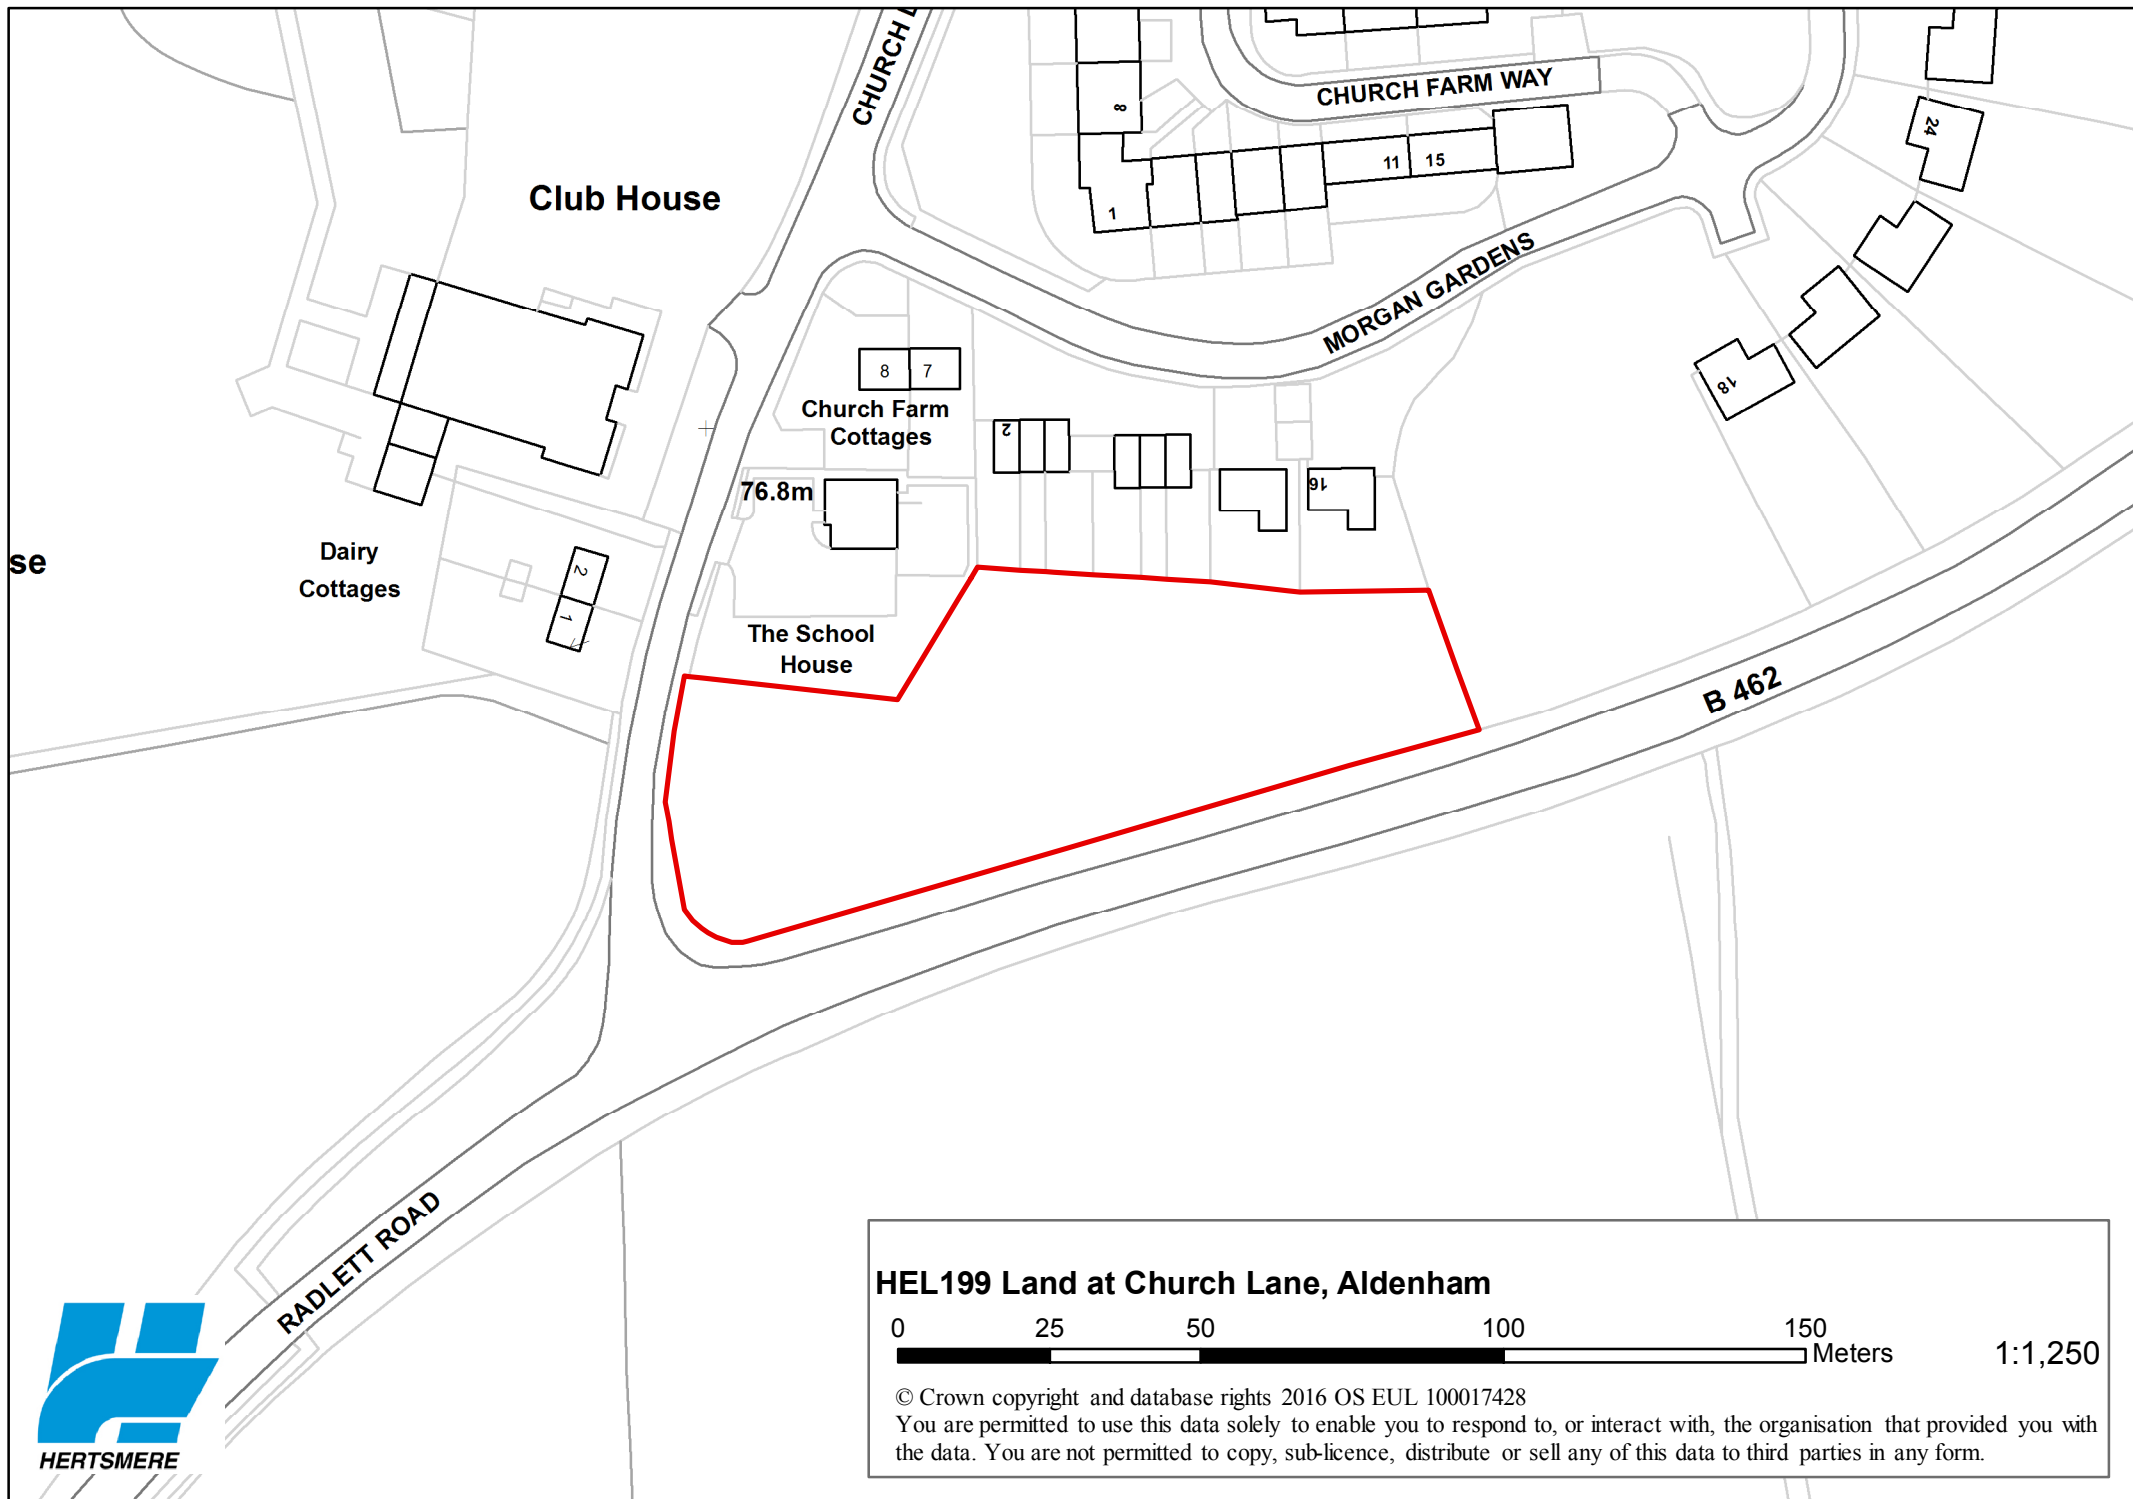 CHURCH L
CHURCH FARM WAY
8
24
11 15
1
Club House
MORGAN GARDENS
8 7
18
Church Farm
Cottages
2
16
76.8m
Dairy
Cottages
se
2
1
The School
House
B 462
RADLETT ROAD
HEL199 Land at Church Lane, Aldenham
0 25 50 100 150
Meters
1:1,250
© Crown copyright and database rights 2016 OS EUL 100017428
You are permitted to use this data solely to enable you to respond to, or interact with, the organisation that provided you with
the data. You are not permitted to copy, sub-licence, distribute or sell any of this data to third parties in any form.
HERTSMERE